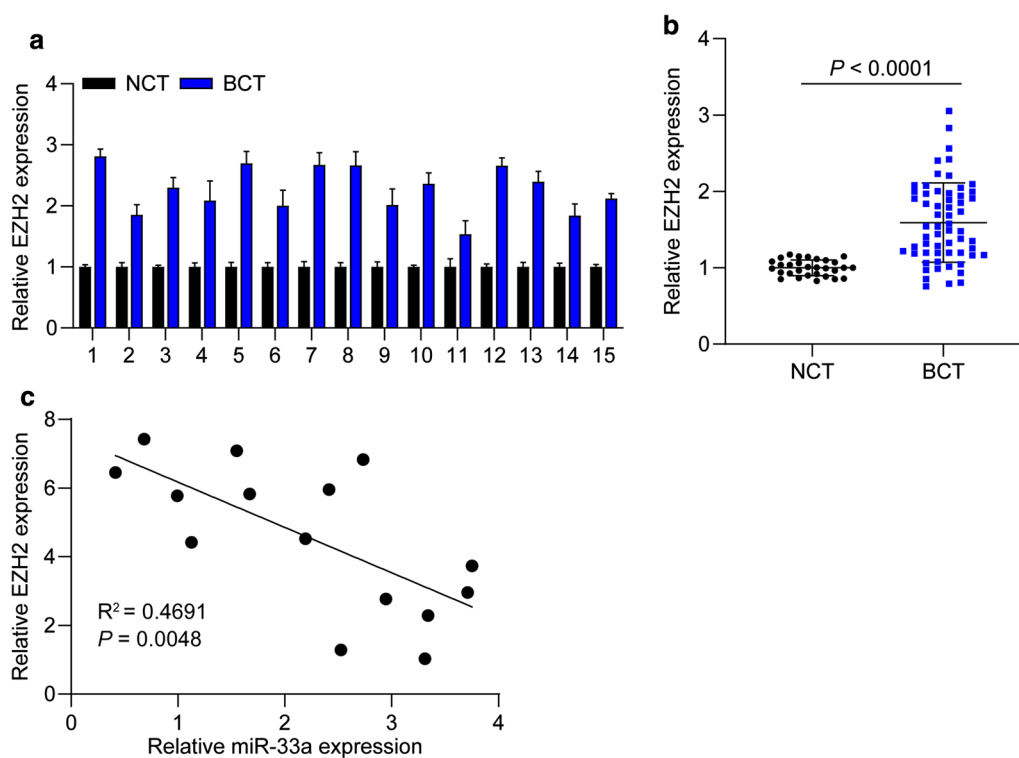 a
Relative EZH2 expression
4
3
2
1
0
NCT BCT
1 2 3 4 5 6 7 8 9 10 11 12 13 14 15
b
Relative EZH2 expression
4
3
2
1
0
P < 0.0001
NCT BCT
c
Relative EZH2 expression
8
6
4
2
0
R² = 0.4691
P = 0.0048
0 1 2 3 4
Relative miR-33a expression